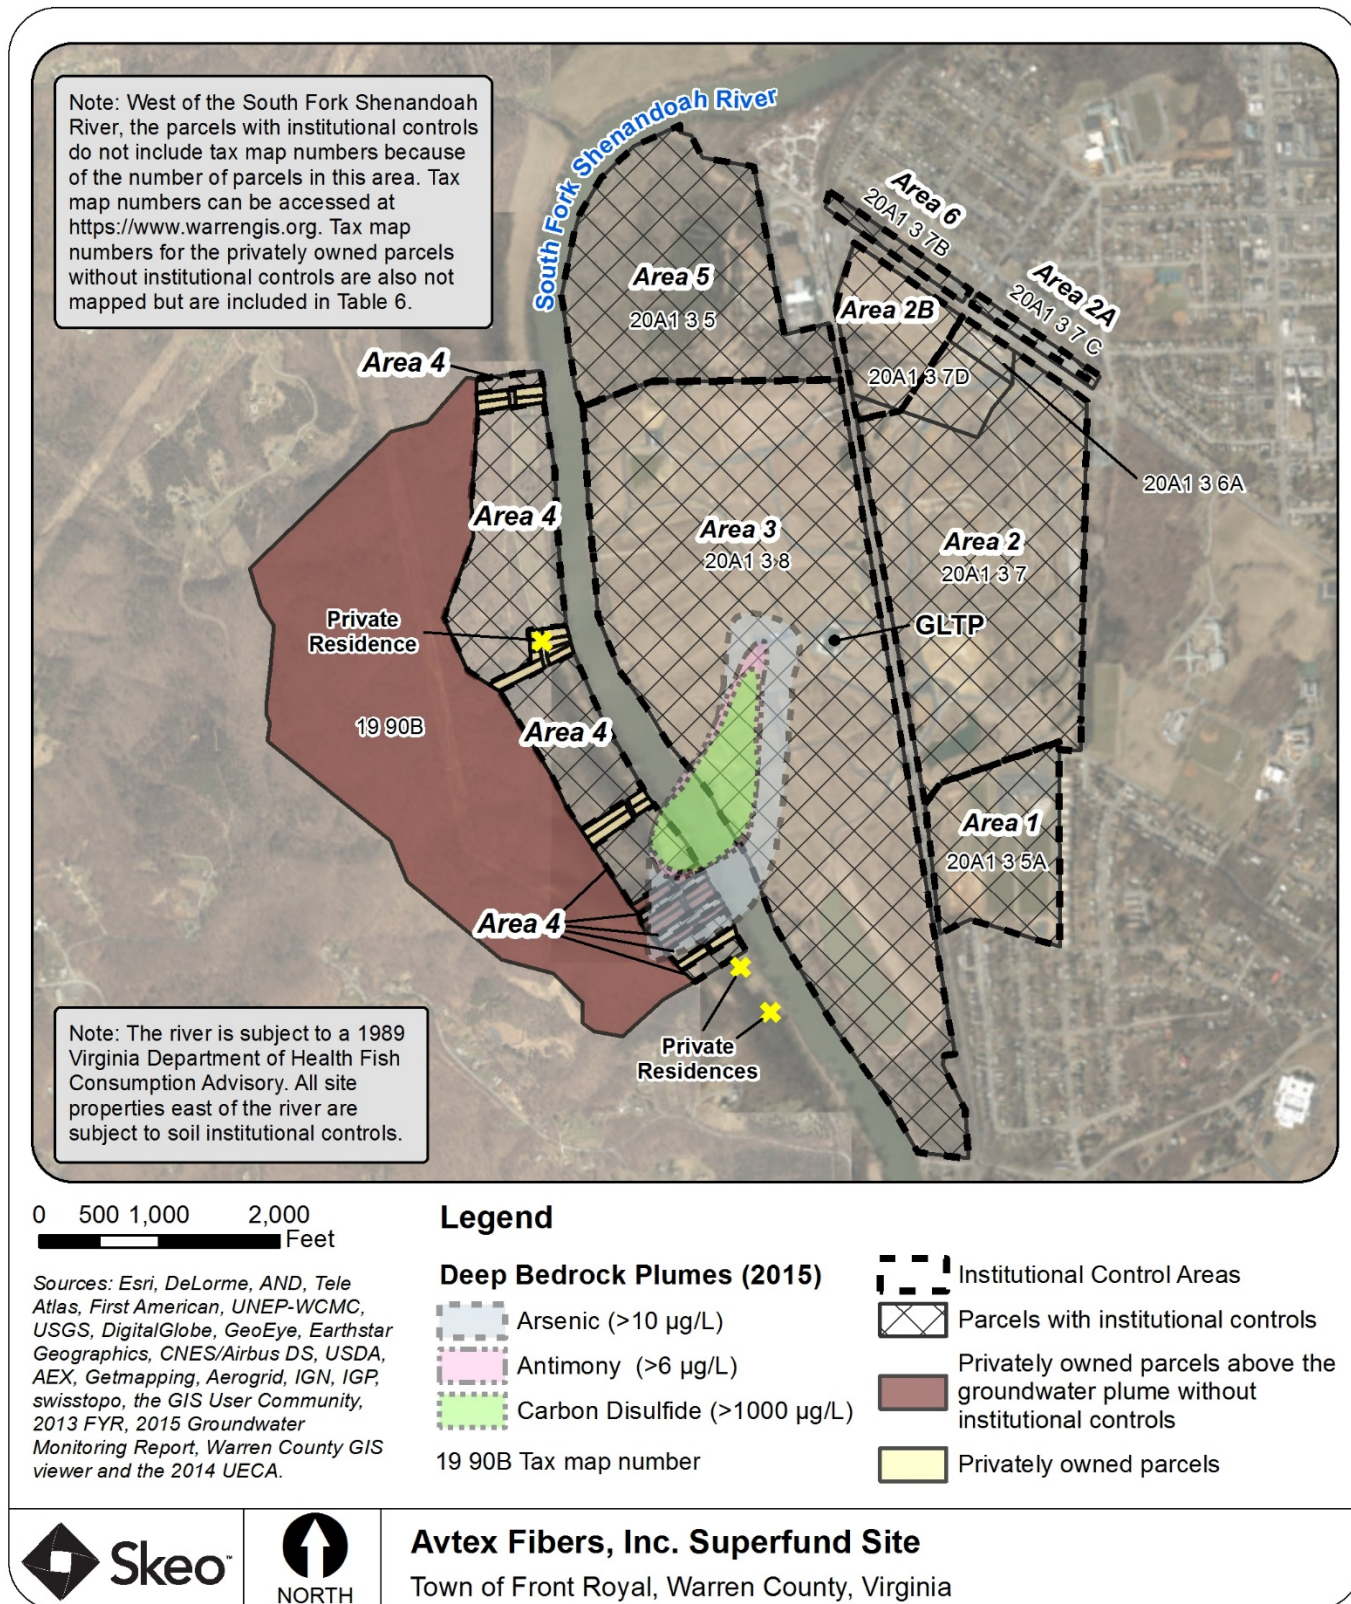 Note: West of the South Fork Shenandoah
River, the parcels with institutional controls
do not include tax map numbers because
of the number of parcels in this area. Tax
map numbers can be accessed at
https://www.warrengis.org. Tax map
numbers for the privately owned parcels
without institutional controls are also not
mapped but are included in Table 6.
South Fork Shenandoah River
Area 6
20A1 3 7B
Area 2A
20A1 3 7 C
Area 5
20A1 3 5
Area 2B
20A1 3 7D
Area 4
20A1 3 6A
Area 4
Area 3
20A1 3 8
Area 2
20A1 3 7
Private
Residence
GLTP
19 90B
Area 4
Area 1
20A1 3 5A
Area 4
Private
Residences
Note: The river is subject to a 1989
Virginia Department of Health Fish
Consumption Advisory. All site
properties east of the river are
subject to soil institutional controls.
0 500 1,000 2,000
Feet
Sources: Esri, DeLorme, AND, Tele
Atlas, First American, UNEP-WCMC,
USGS, DigitalGlobe, GeoEye, Earthstar
Geographics, CNES/Airbus DS, USDA,
AEX, Getmapping, Aerogrid, IGN, IGP,
swisstopo, the GIS User Community,
2013 FYR, 2015 Groundwater
Monitoring Report, Warren County GIS
viewer and the 2014 UECA.
Legend
Deep Bedrock Plumes (2015)
Arsenic (>10 µg/L)
Antimony (>6 µg/L)
Carbon Disulfide (>1000 µg/L)
19 90B Tax map number
Institutional Control Areas
Parcels with institutional controls
Privately owned parcels above the
groundwater plume without
institutional controls
Privately owned parcels
Skeo™
NORTH
Avtex Fibers, Inc. Superfund Site
Town of Front Royal, Warren County, Virginia